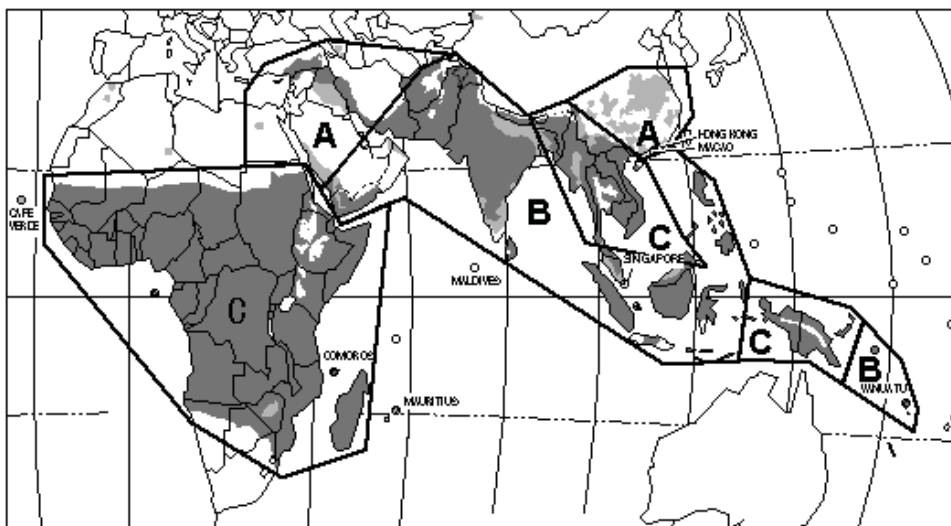 A
A
HONG KONG
MACAO
CAPE
VERDE
B
C
SINGAPORE
MALDIVES
C
COMOROS
C
B
VANUATU
MAURITIUS